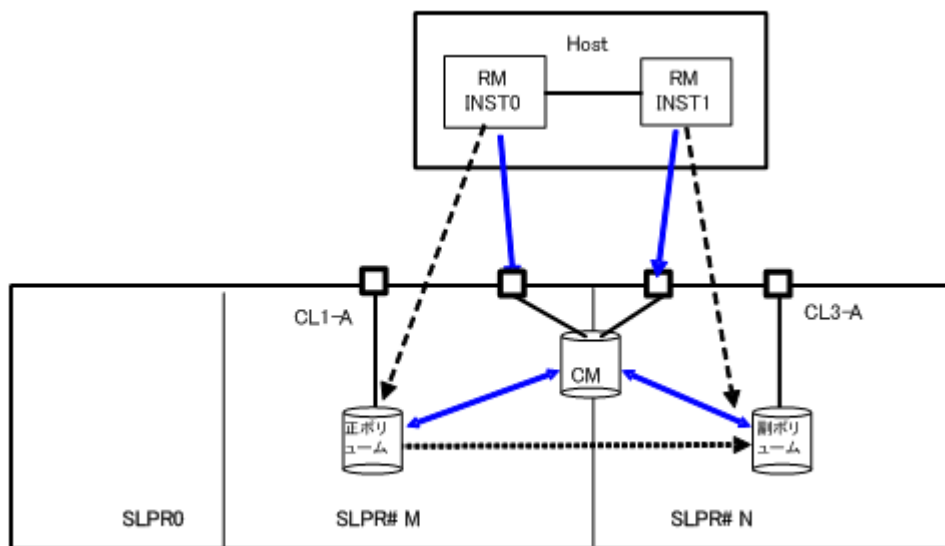 Host
RM
INST0
RM
INST1
CL1-A
CL3-A
CM
正ボリ
ューム
副ボリ
ューム
SLPR0
SLPR# M
SLPR# N